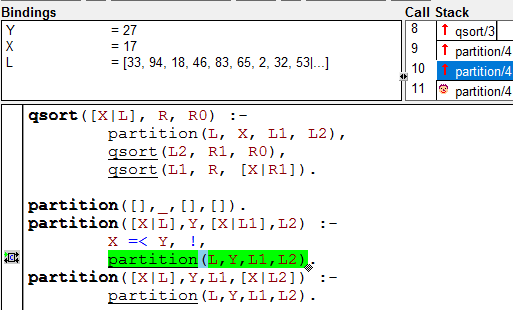 Bindings
Y = 27
X = 17
L = [33, 94, 18, 46, 83, 65, 2, 32, 53|...]
Call Stack
8 qsort/3
9 partition/4
10 partition/4
11 partition/4
qsort([X|L], R, R0) :-
partition(L, X, L1, L2),
qsort(L2, R1, R0),
qsort(L1, R, [X|R1]).
partition([],_,[],[]).
partition([X|L],Y,[X|L1],L2) :-
X =< Y, !,
partition(L,Y,L1,L2).
partition([X|L],Y,L1,[X|L2]) :-
partition(L,Y,L1,L2).